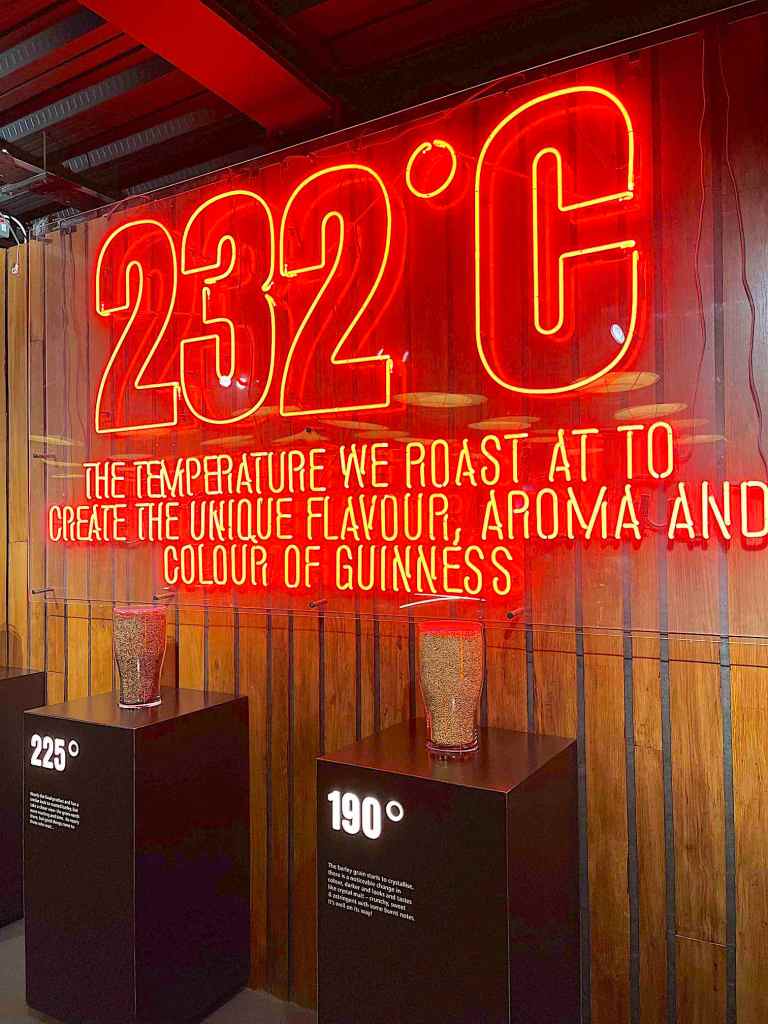 232°C
THE TEMPERATURE WE ROAST AT TO
CREATE THE UNIQUE FLAVOUR, AROMA AND
COLOUR OF GUINNESS
225°
190°
The barley grain starts to crystallise,
there is a noticeable change in
colour, darker and looks and tastes
like crystal malt – crunchy, sweet
& astringent with some burnt notes.
It's well on its way!